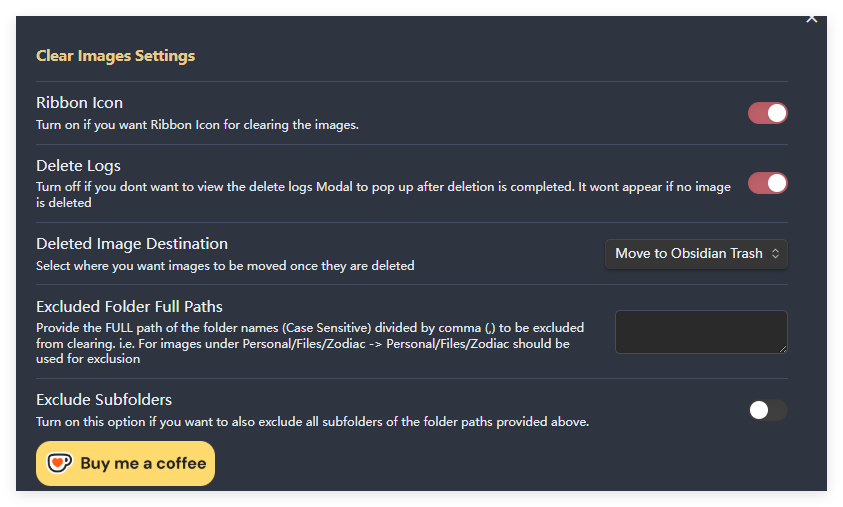 Clear Images Settings
Ribbon Icon
Turn on if you want Ribbon Icon for clearing the images.
Delete Logs
Turn off if you dont want to view the delete logs Modal to pop up after deletion is completed. It wont appear if no image
is deleted
Deleted Image Destination
Select where you want images to be moved once they are deleted
Move to Obsidian Trash
Excluded Folder Full Paths
Provide the FULL path of the folder names (Case Sensitive) divided by comma (,) to be excluded
from clearing. i.e. For images under Personal/Files/Zodiac -> Personal/Files/Zodiac should be
used for exclusion
Exclude Subfolders
Turn on this option if you want to also exclude all subfolders of the folder paths provided above.
Buy me a coffee